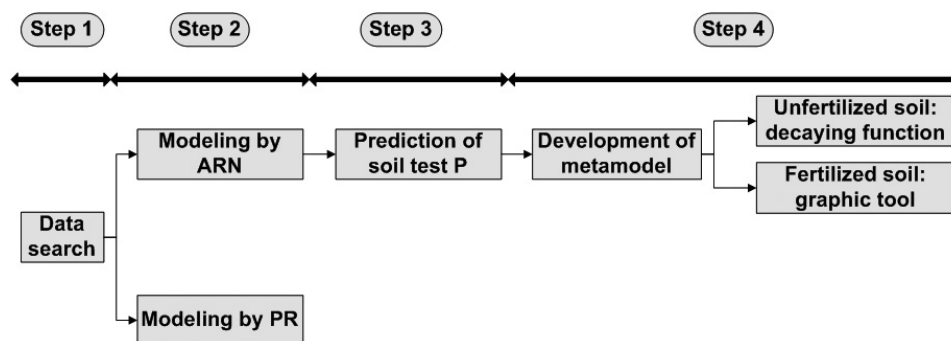 Step 1
Step 2
Step 3
Step 4
Unfertilized soil:
decaying function
Modeling by
ARN
Prediction of
soil test P
Development of
metamodel
Fertilized soil:
graphic tool
Data
search
Modeling by PR